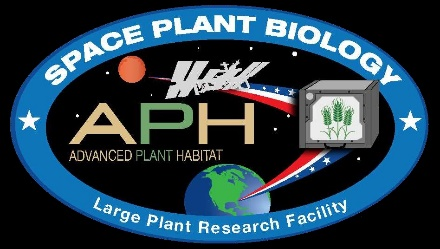 SPACE PLANT BIOLOGY
APH
ADVANCED PLANT HABITAT
Large Plant Research Facility